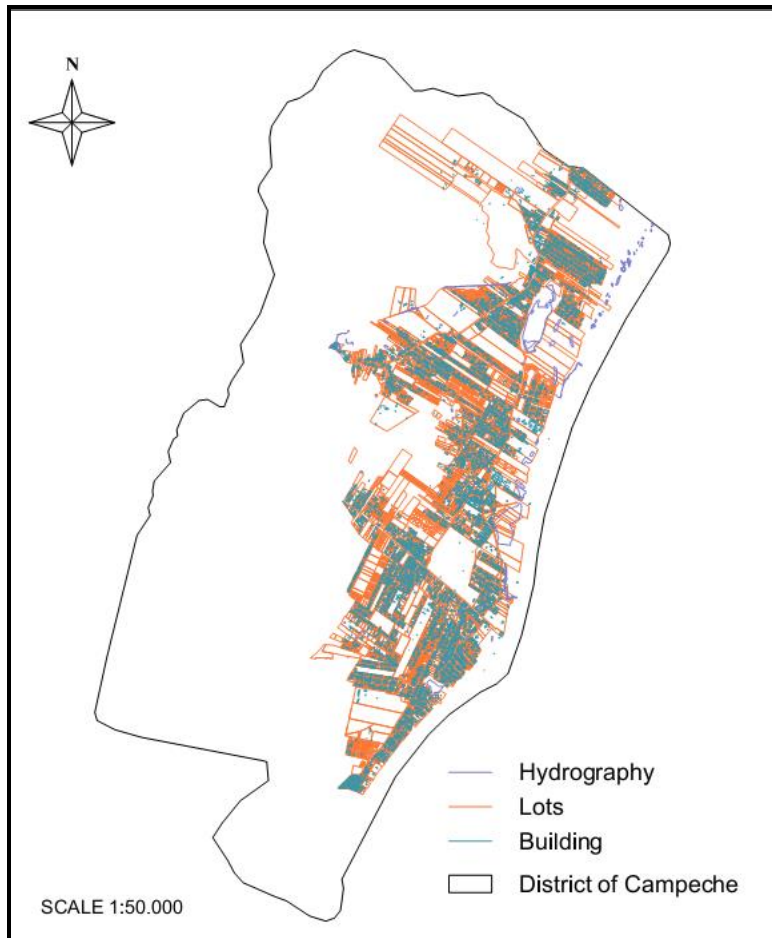 N
Hydrography
Lots
Building
District of Campeche
SCALE 1:50.000